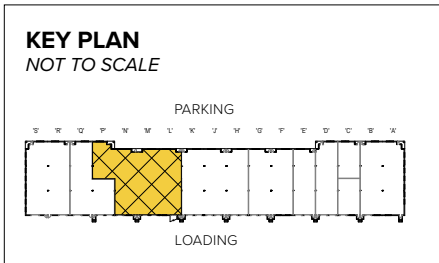 KEY PLAN
NOT TO SCALE
PARKING
'S' 'R' 'Q' 'P' 'N' 'M' 'L' 'K' 'J' 'H' 'G' 'F' 'E' 'D' 'C' 'B' 'A'
LOADING